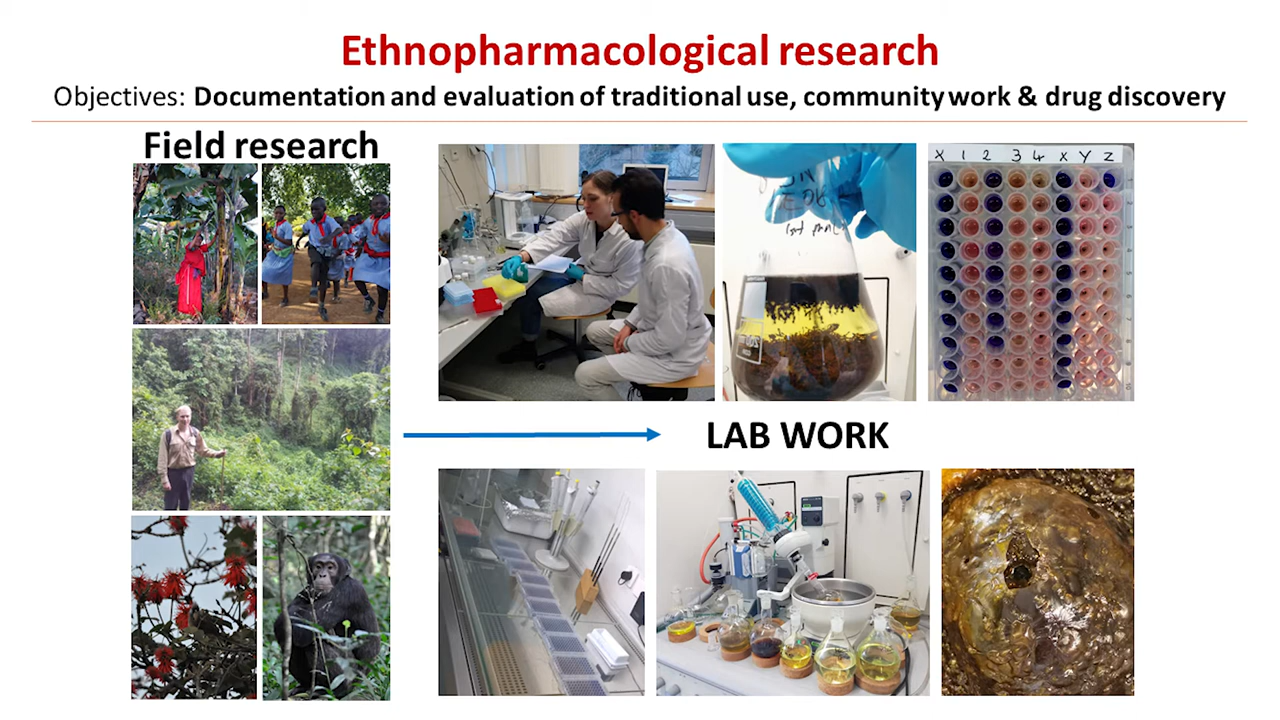 Ethnopharmacological research
Objectives: Documentation and evaluation of traditional use, community work & drug discovery
Field research
X 1 2 3 4 X Y Z
LAB WORK